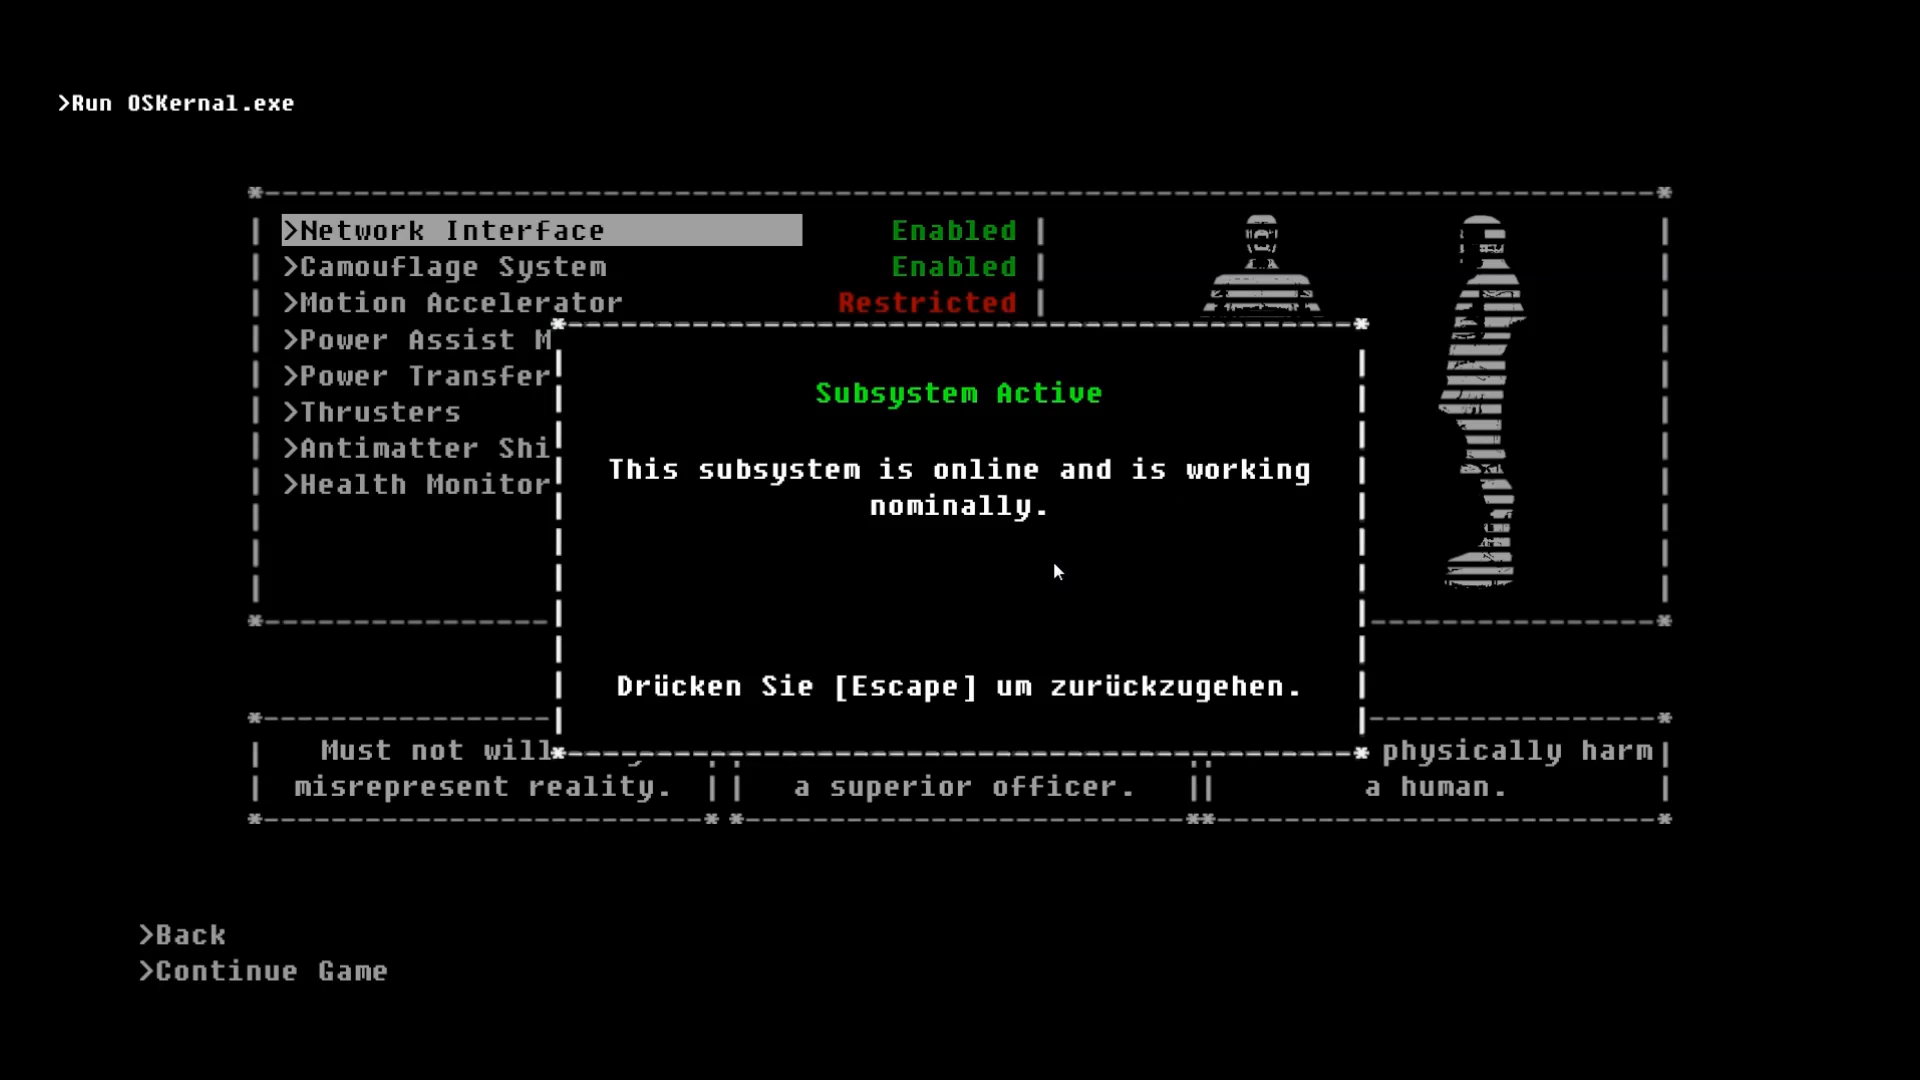 >Run OSKernal.exe
>Network Interface Enabled
>Camouflage System Enabled
>Motion Accelerator Restricted
>Power Assist M
>Power Transfer
>Thrusters
>Antimatter Shi
>Health Monitor
Subsystem Active
This subsystem is online and is working
nominally.
Drücken Sie [Escape] um zurückzugehen.
Must not will
misrepresent reality.
a superior officer.
physically harm
a human.
>Back
>Continue Game